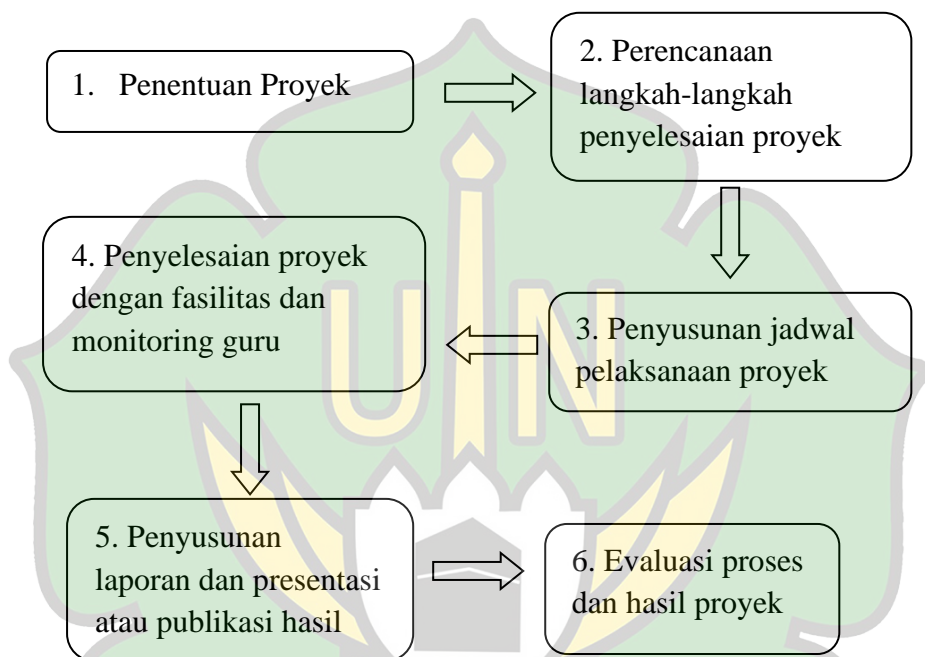 1. Penentuan Proyek
2. Perencanaan
langkah-langkah
penyelesaian proyek
3. Penyusunan jadwal
pelaksanaan proyek
4. Penyelesaian proyek
dengan fasilitas dan
monitoring guru
5. Penyusunan
laporan dan presentasi
atau publikasi hasil
6. Evaluasi proses
dan hasil proyek
UIN